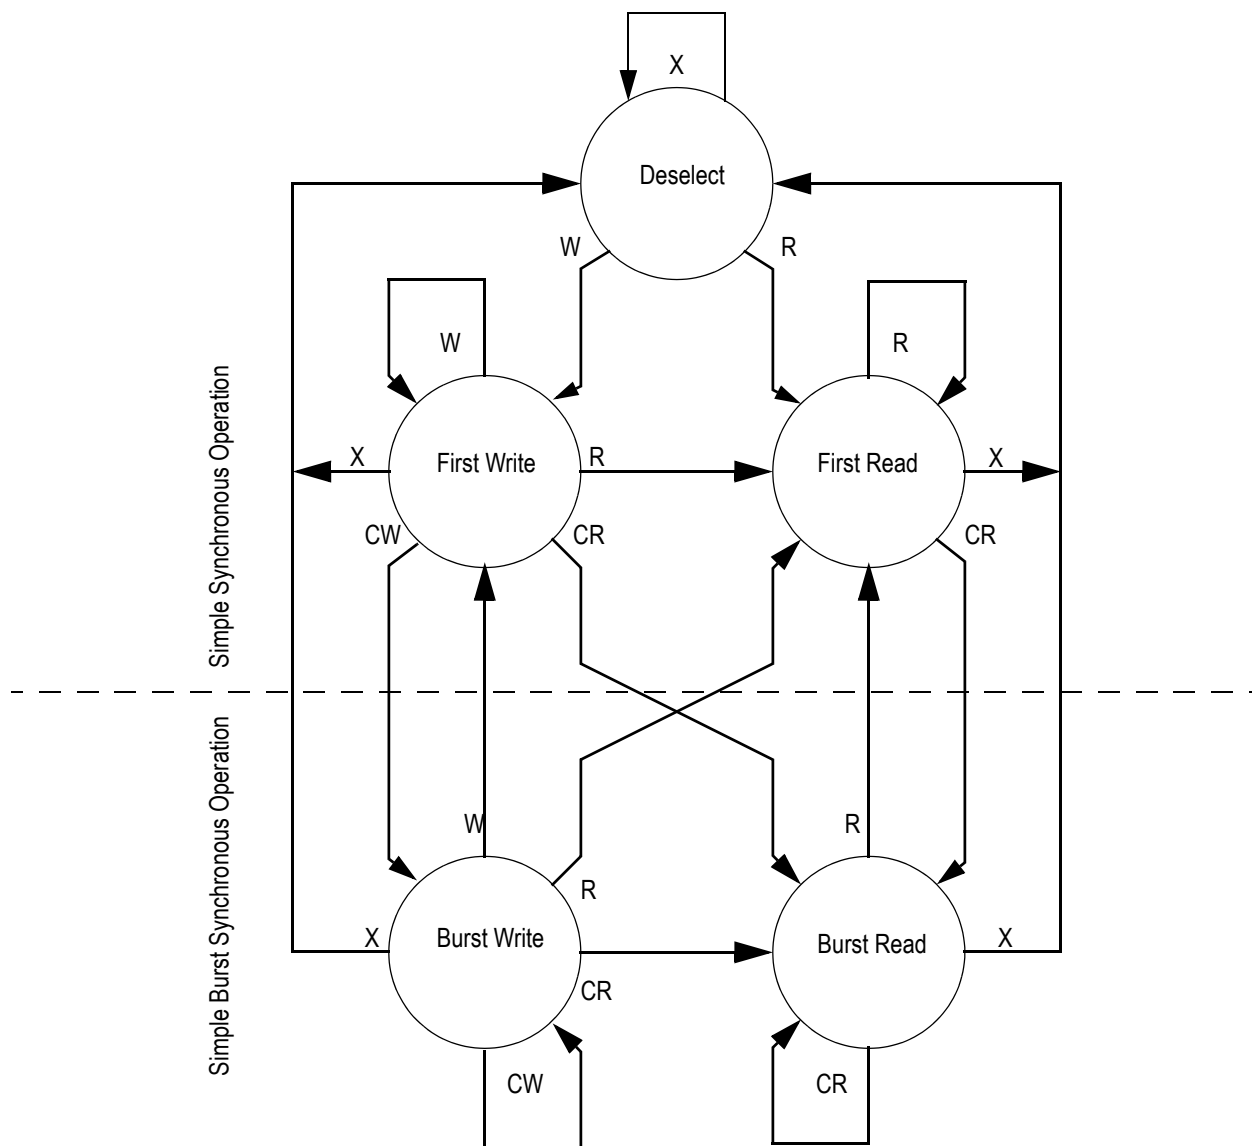 X
Deselect
W
R
W
R
Simple Synchronous Operation
X
First Write
R
First Read
X
CW
CR
CR
Simple Burst Synchronous Operation
W
R
R
X
Burst Write
Burst Read
X
CR
CW
CR